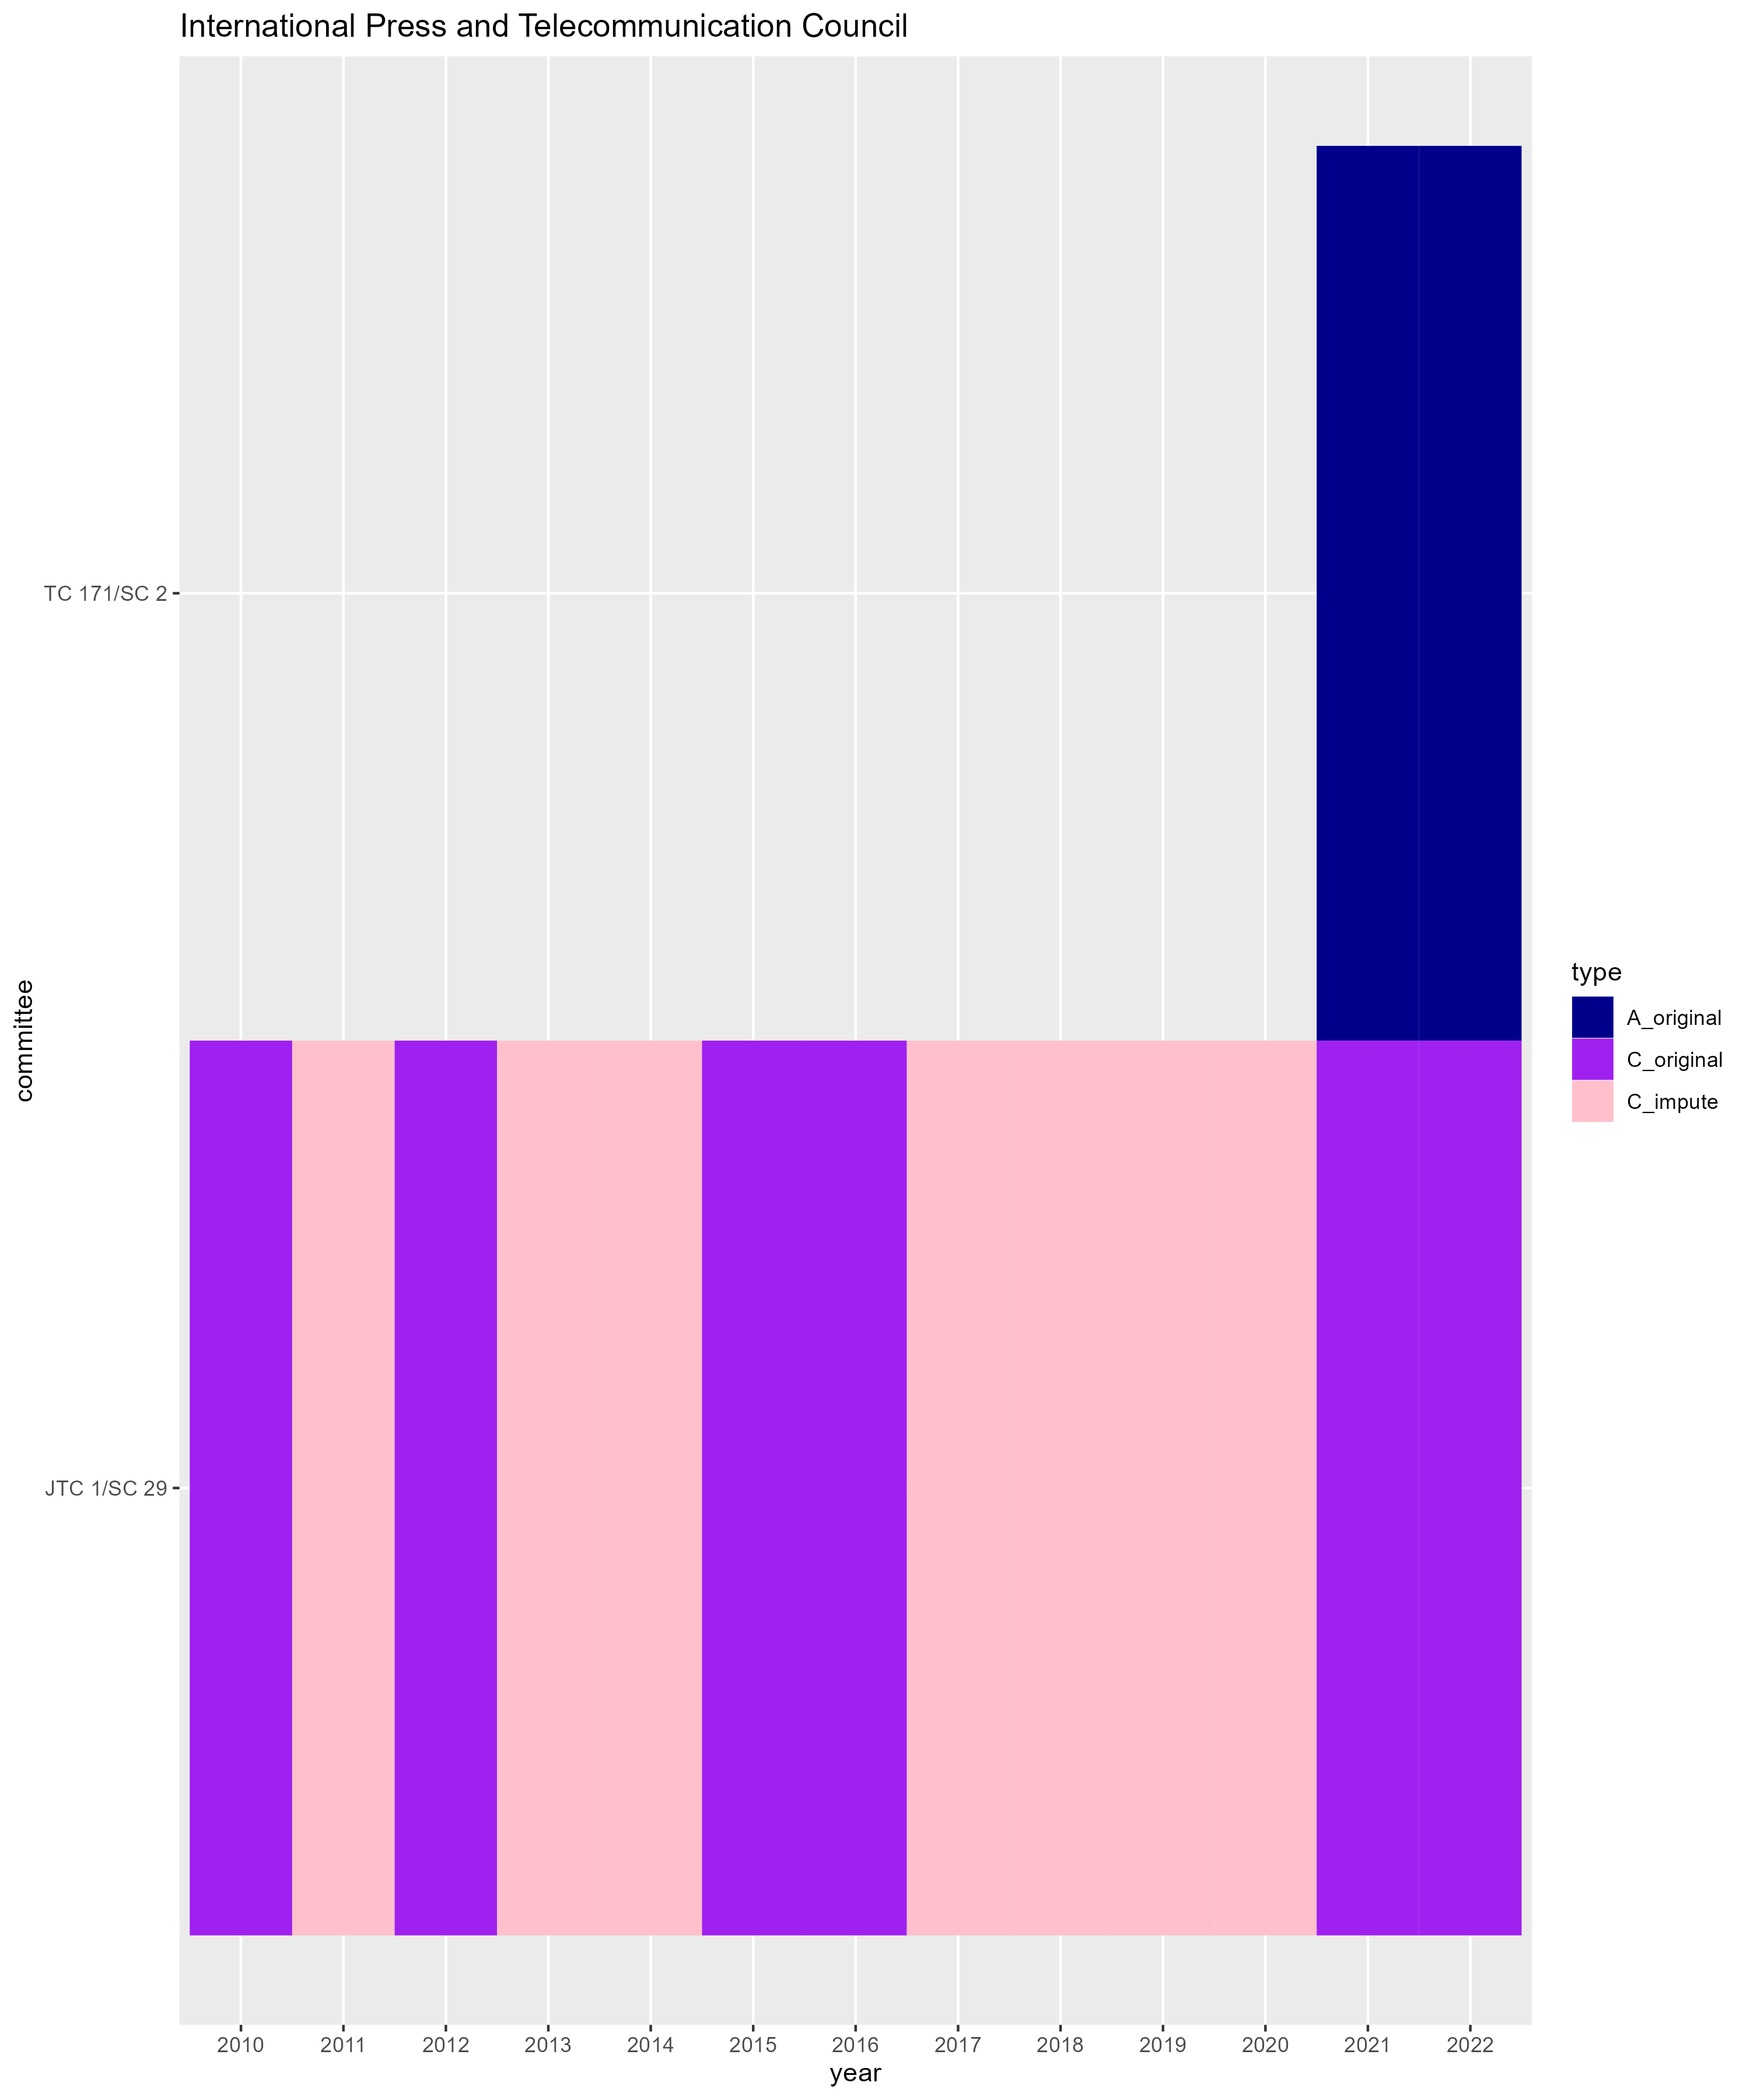 International Press and Telecommunication Council
committee
TC 171/SC 2
JTC 1/SC 29
2010 2011 2012 2013 2014 2015 2016 2017 2018 2019 2020 2021 2022
year
type
A_original
C_original
C_impute